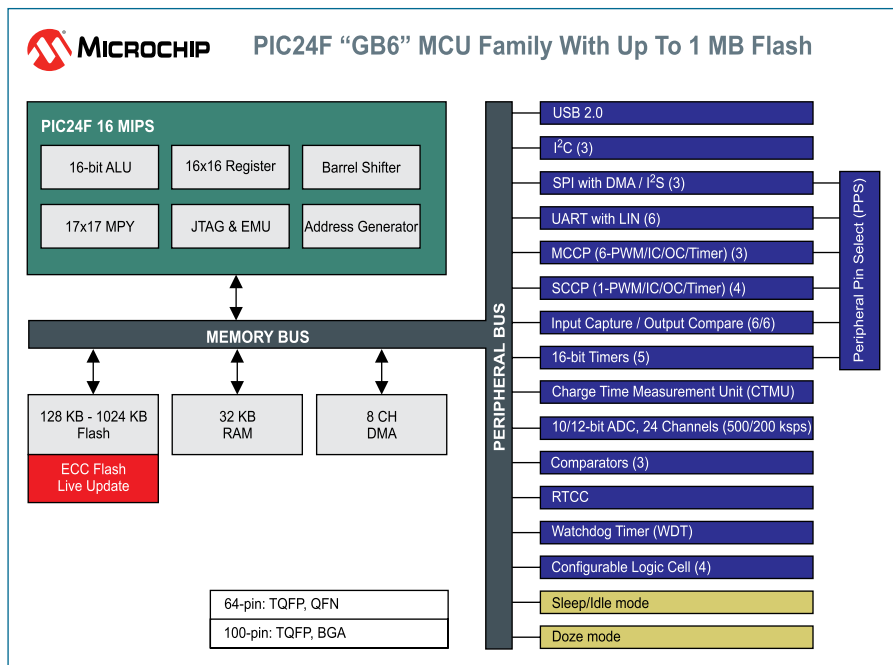 MICROCHIP
PIC24F “GB6” MCU Family With Up To 1 MB Flash
PIC24F 16 MIPS
16-bit ALU
16x16 Register
Barrel Shifter
17x17 MPY
JTAG & EMU
Address Generator
MEMORY BUS
128 KB - 1024 KB
Flash
ECC Flash
Live Update
32 KB
RAM
8 CH
DMA
64-pin: TQFP, QFN
100-pin: TQFP, BGA
PERIPHERAL BUS
USB 2.0
I²C (3)
SPI with DMA / I²S (3)
UART with LIN (6)
MCCP (6-PWM/IC/OC/Timer) (3)
SCCP (1-PWM/IC/OC/Timer) (4)
Input Capture / Output Compare (6/6)
16-bit Timers (5)
Charge Time Measurement Unit (CTMU)
10/12-bit ADC, 24 Channels (500/200 ksps)
Comparators (3)
RTCC
Watchdog Timer (WDT)
Configurable Logic Cell (4)
Sleep/Idle mode
Doze mode
Peripheral Pin Select (PPS)